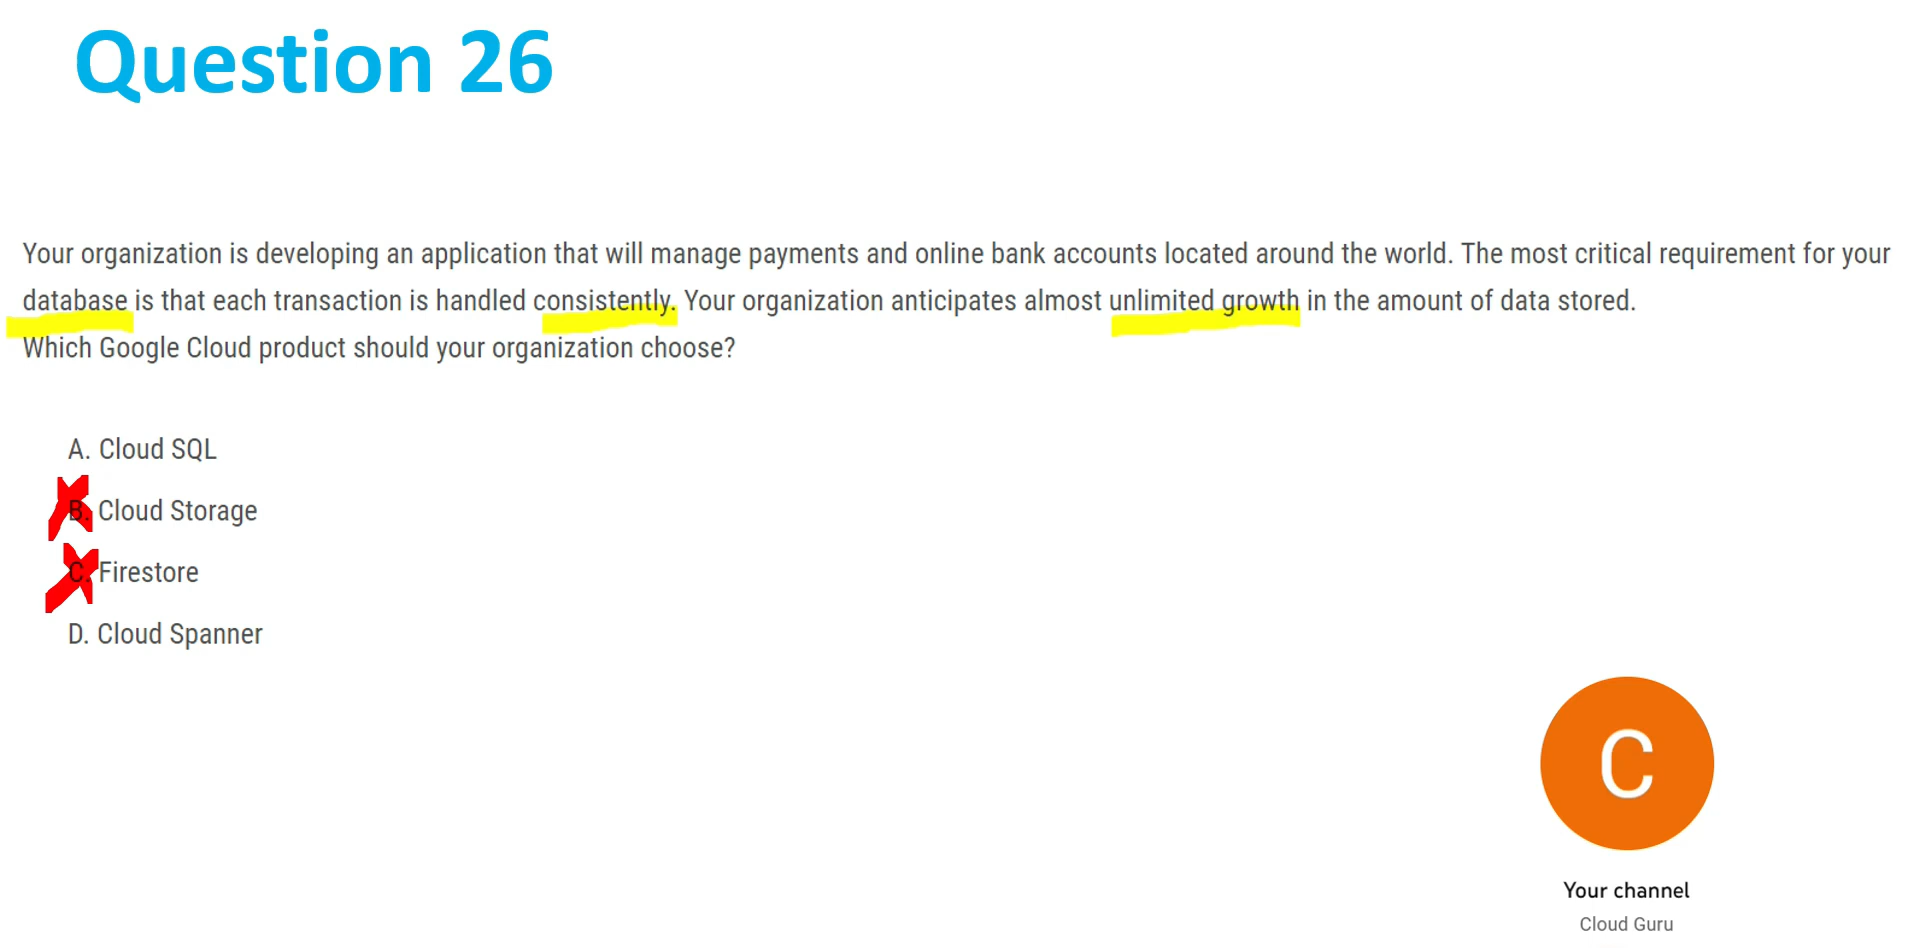 Question 26
Your organization is developing an application that will manage payments and online bank accounts located around the world. The most critical requirement for your
database is that each transaction is handled consistently. Your organization anticipates almost unlimited growth in the amount of data stored.
Which Google Cloud product should your organization choose?
A. Cloud SQL
B. Cloud Storage
C. Firestore
D. Cloud Spanner
C
Your channel
Cloud Guru